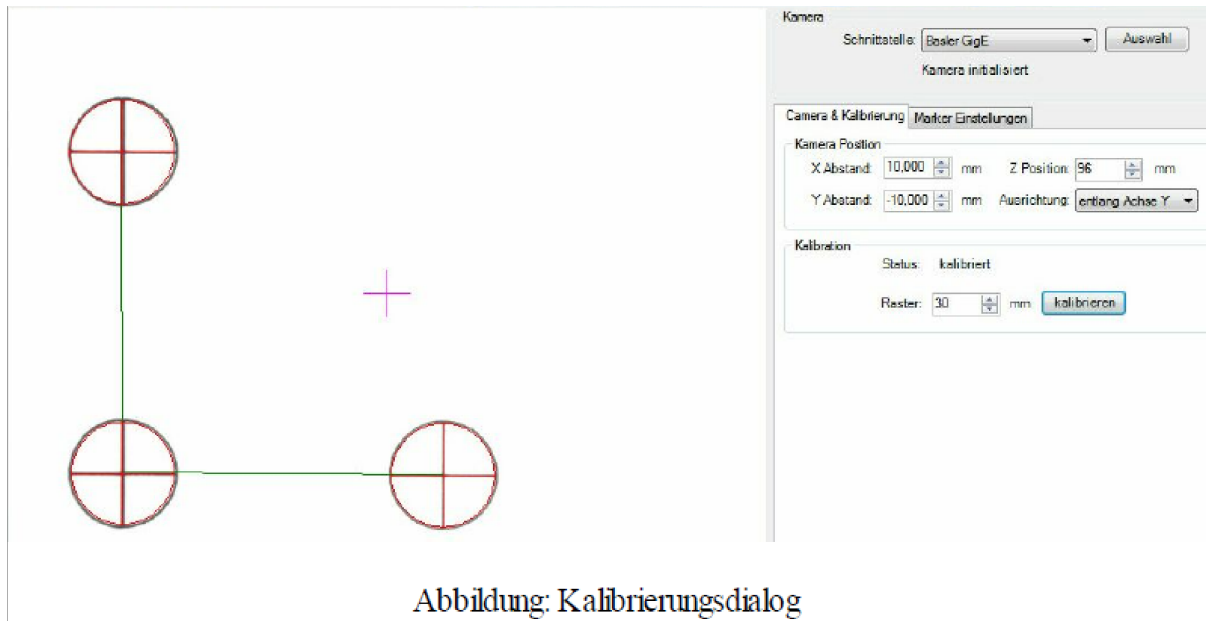 Kamera
Schnittstelle: Basler GigE Auswahl
Kamera initialisiert
Camera & Kalibrierung Marker Einstellungen
Kamera Position
X Abstand: 10,000 mm Z Position: 96 mm
Y Abstand: -10,000 mm Ausrichtung: entlang Achse Y
Kalibration
Status: kalibriert
Raster: 30 mm kalibrieren
Abbildung: Kalibrierungsdialog